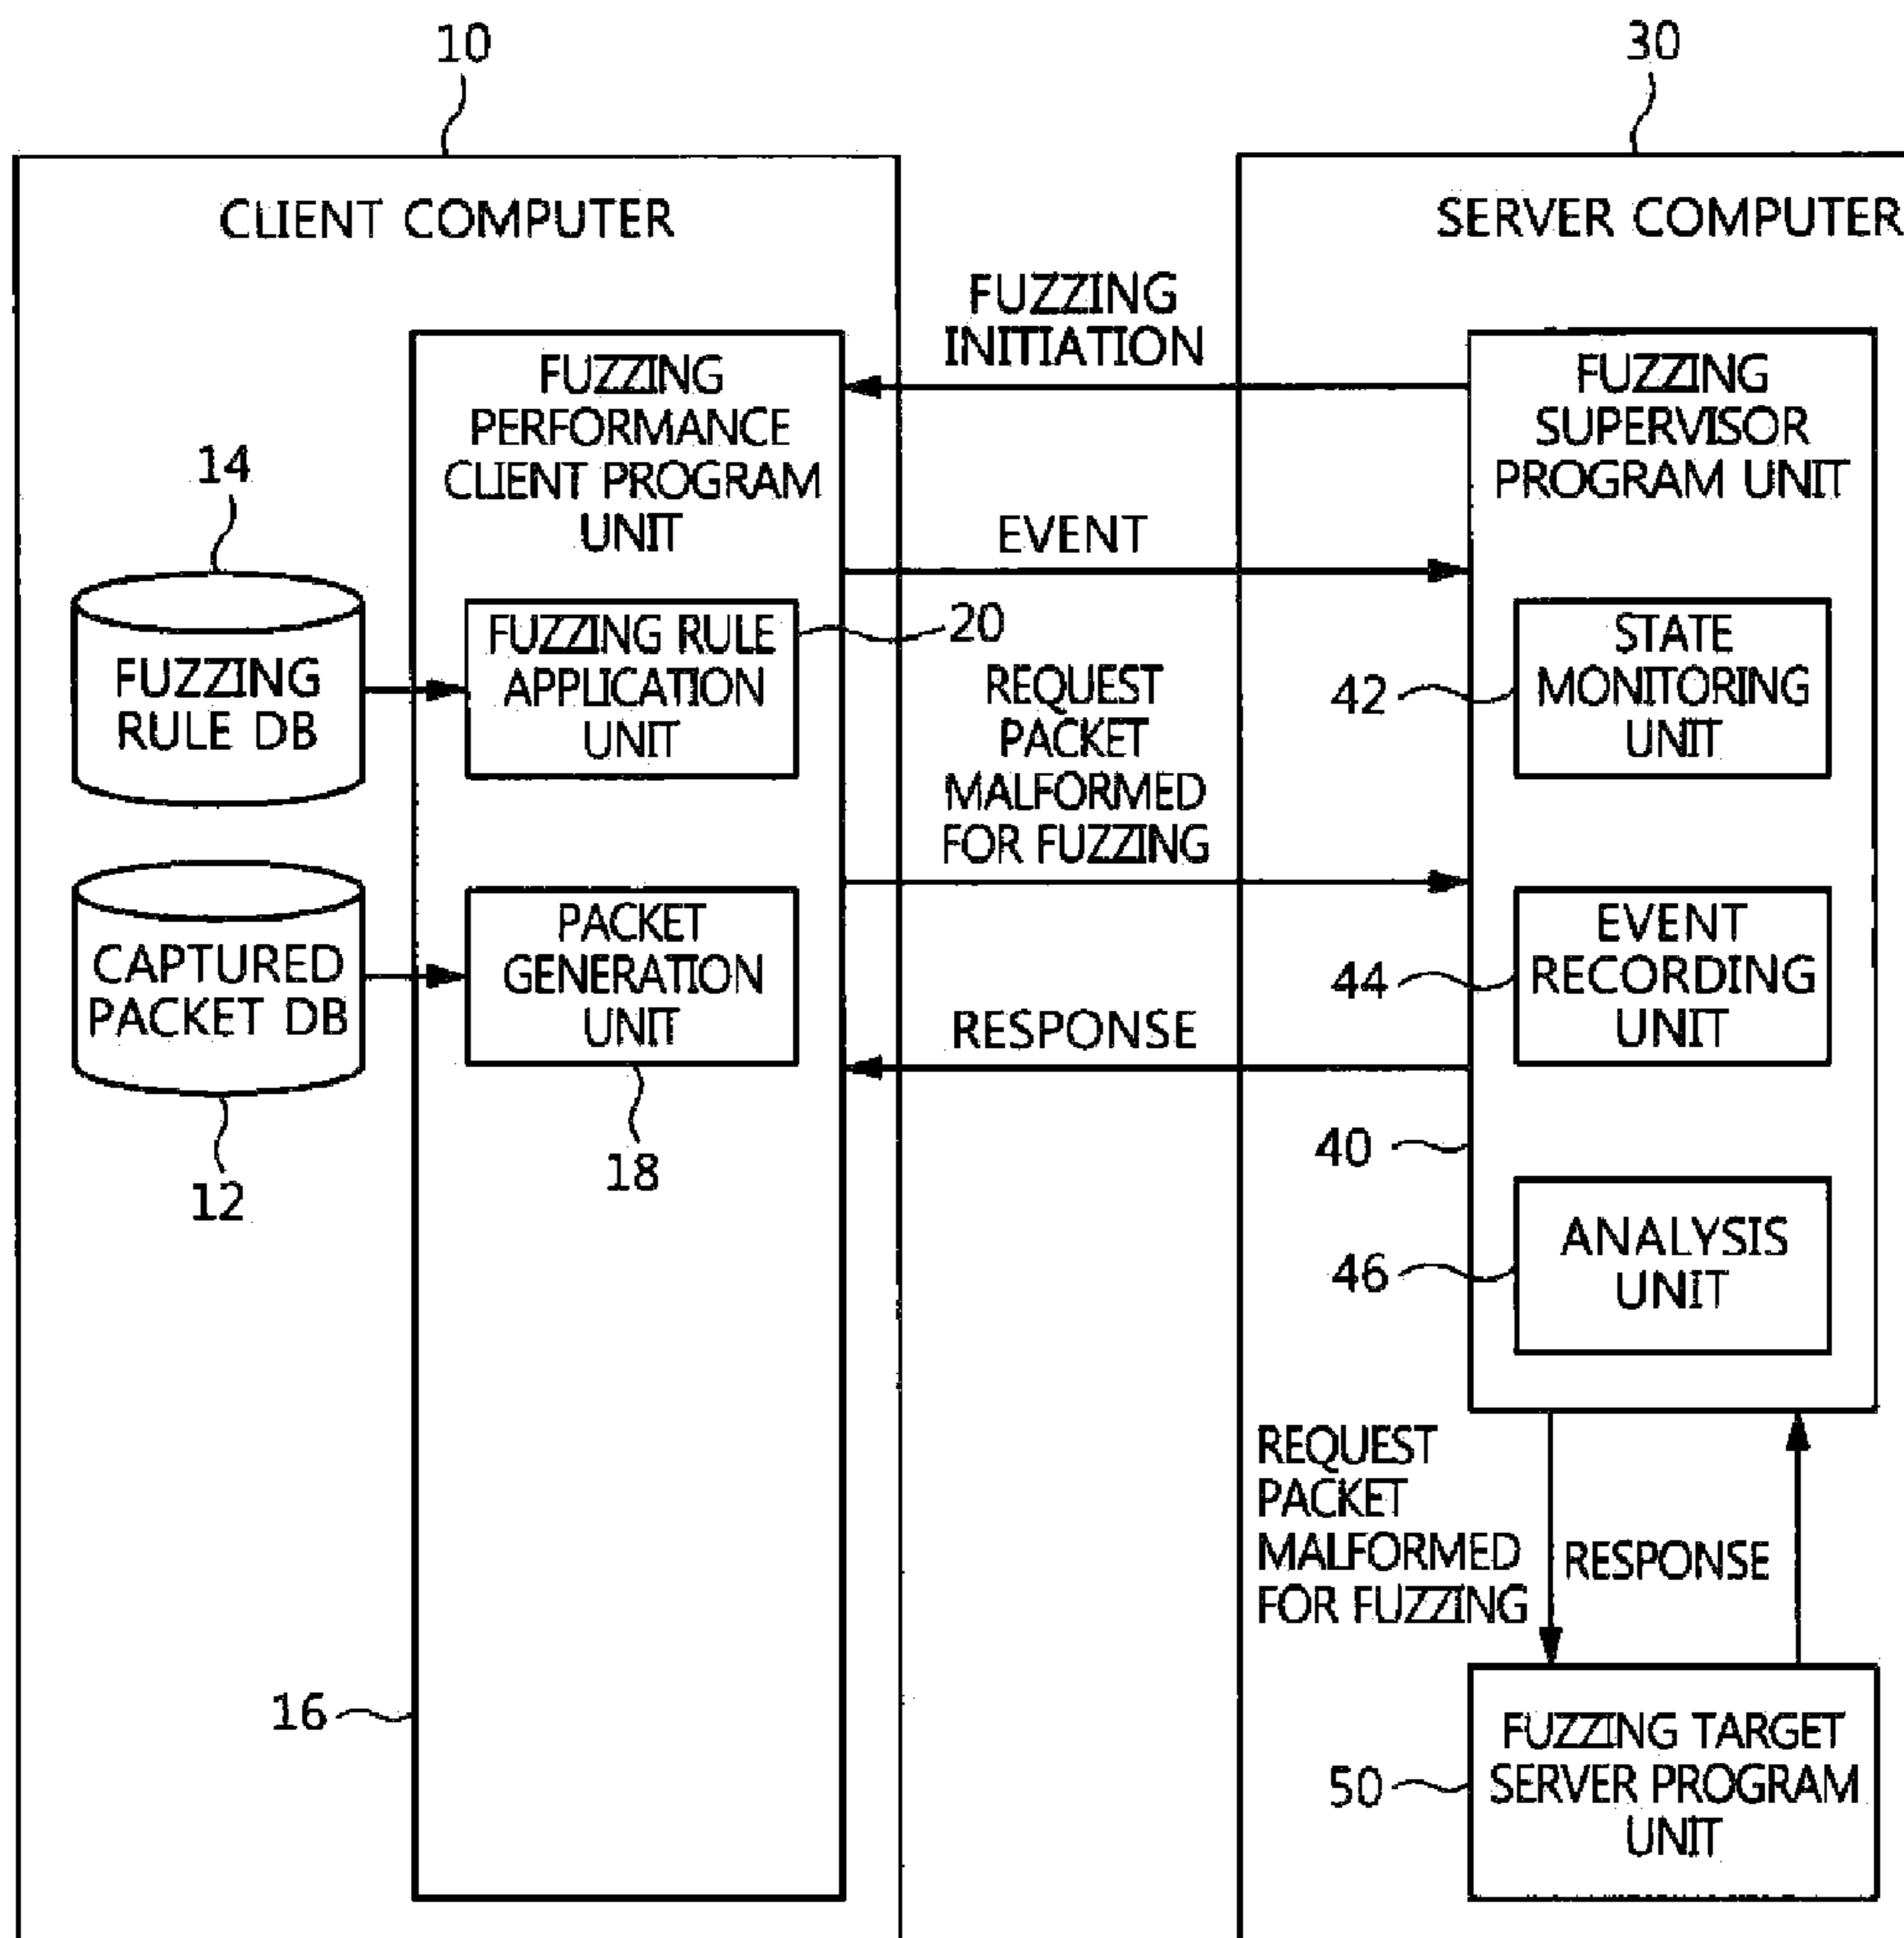 10
30
CLIENT COMPUTER
SERVER COMPUTER
FUZZING
INITIATION
FUZZING
PERFORMANCE
CLIENT PROGRAM
UNIT
FUZZING
SUPERVISOR
PROGRAM UNIT
14
EVENT
FUZZING
RULE DB
FUZZING RULE
APPLICATION
UNIT
20
REQUEST
PACKET
MALFORMED
FOR FUZZING
42
STATE
MONITORING
UNIT
CAPTURED
PACKET DB
PACKET
GENERATION
UNIT
44
EVENT
RECORDING
UNIT
RESPONSE
12
18
40
46
ANALYSIS
UNIT
REQUEST
PACKET
MALFORMED
FOR FUZZING
RESPONSE
16
50
FUZZING TARGET
SERVER PROGRAM
UNIT